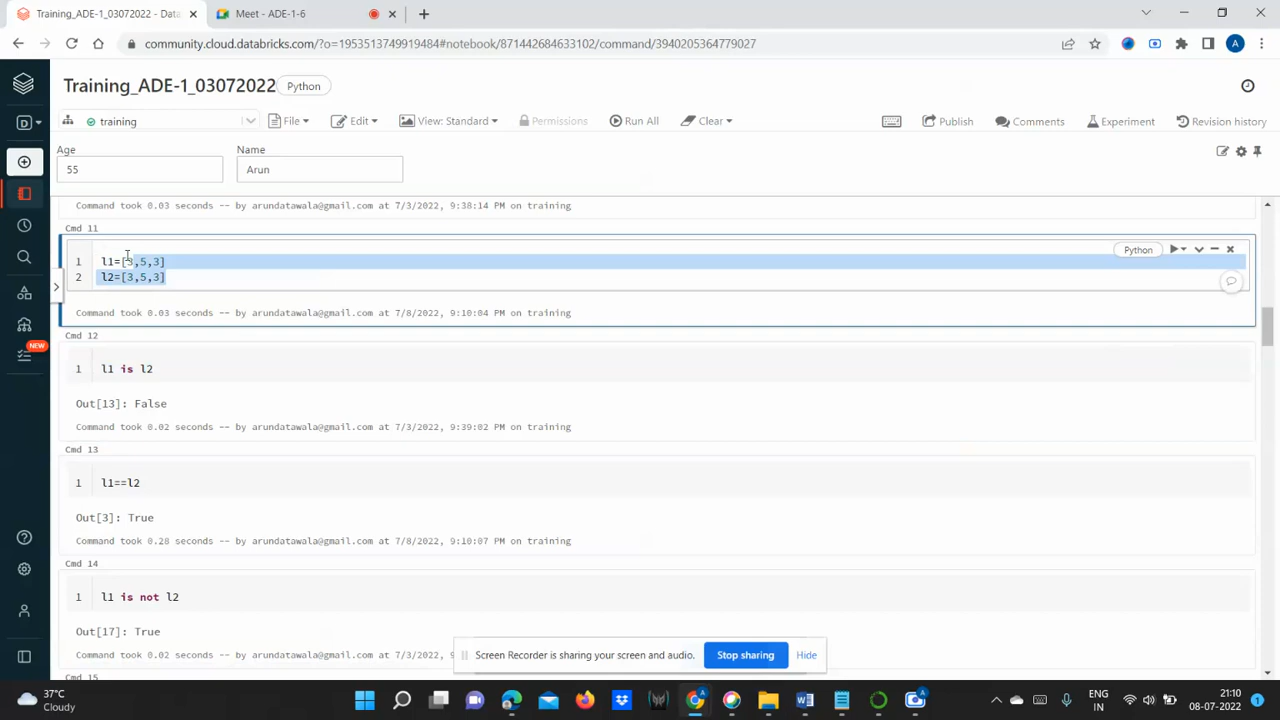 Training_ADE-1_03072022 - Data
Meet - ADE-1-6
community.cloud.databricks.com/?o=1953513749919484#notebook/871442684633102/command/3940205364779027
A
Training_ADE-1_03072022 Python
D
training File Edit View: Standard Permissions Run All Clear Publish Comments Experiment Revision history
Age Name
55 Arun
Command took 0.03 seconds -- by arundatawala@gmail.com at 7/3/2022, 9:38:14 PM on training
Cmd 11
Python
1 l1=[3,5,3]
2 l2=[3,5,3]
Command took 0.03 seconds -- by arundatawala@gmail.com at 7/8/2022, 9:10:04 PM on training
Cmd 12
NEW
1 l1 is l2
Out[13]: False
Command took 0.02 seconds -- by arundatawala@gmail.com at 7/3/2022, 9:39:02 PM on training
Cmd 13
1 l1==l2
Out[3]: True
Command took 0.28 seconds -- by arundatawala@gmail.com at 7/8/2022, 9:10:07 PM on training
Cmd 14
1 l1 is not l2
Out[17]: True
Command took 0.02 seconds -- by arundatawala@gmail.com at 7/3/2022, 9
Screen Recorder is sharing your screen and audio. Stop sharing Hide
Cmd 15
37°C
Cloudy
ENG
IN
21:10
08-07-2022
1